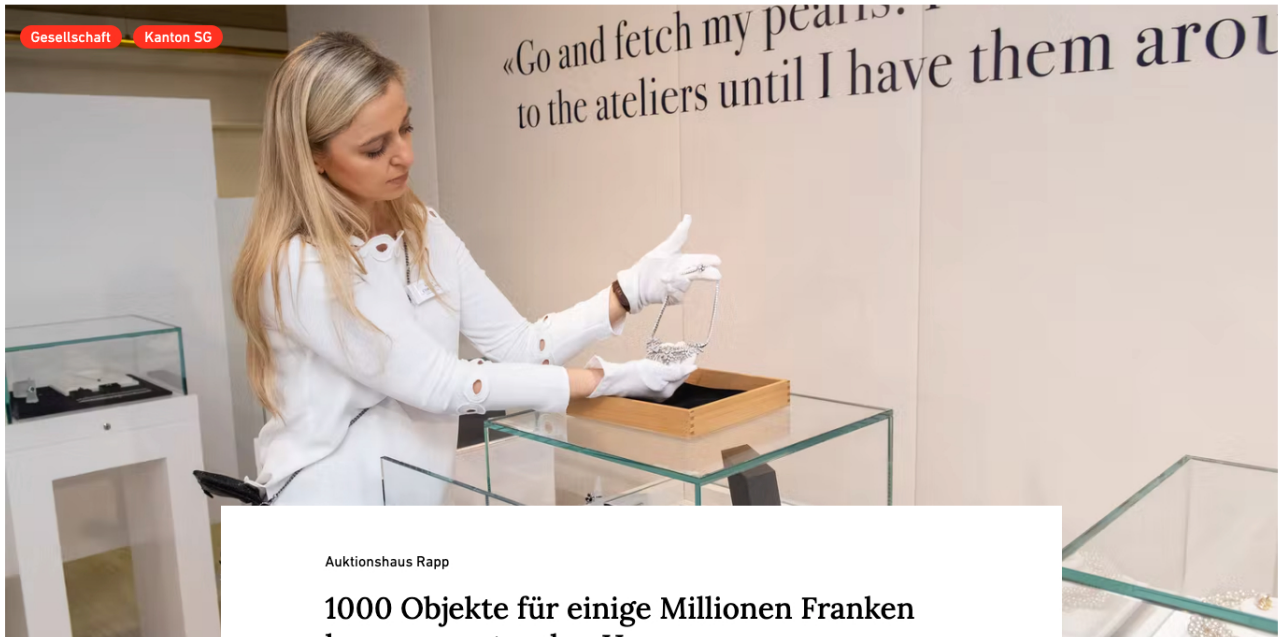 Gesellschaft Kanton SG
«Go and fetch my pearls!
to the ateliers until I have them
Auktionshaus Rapp
1000 Objekte für einige Millionen Franken